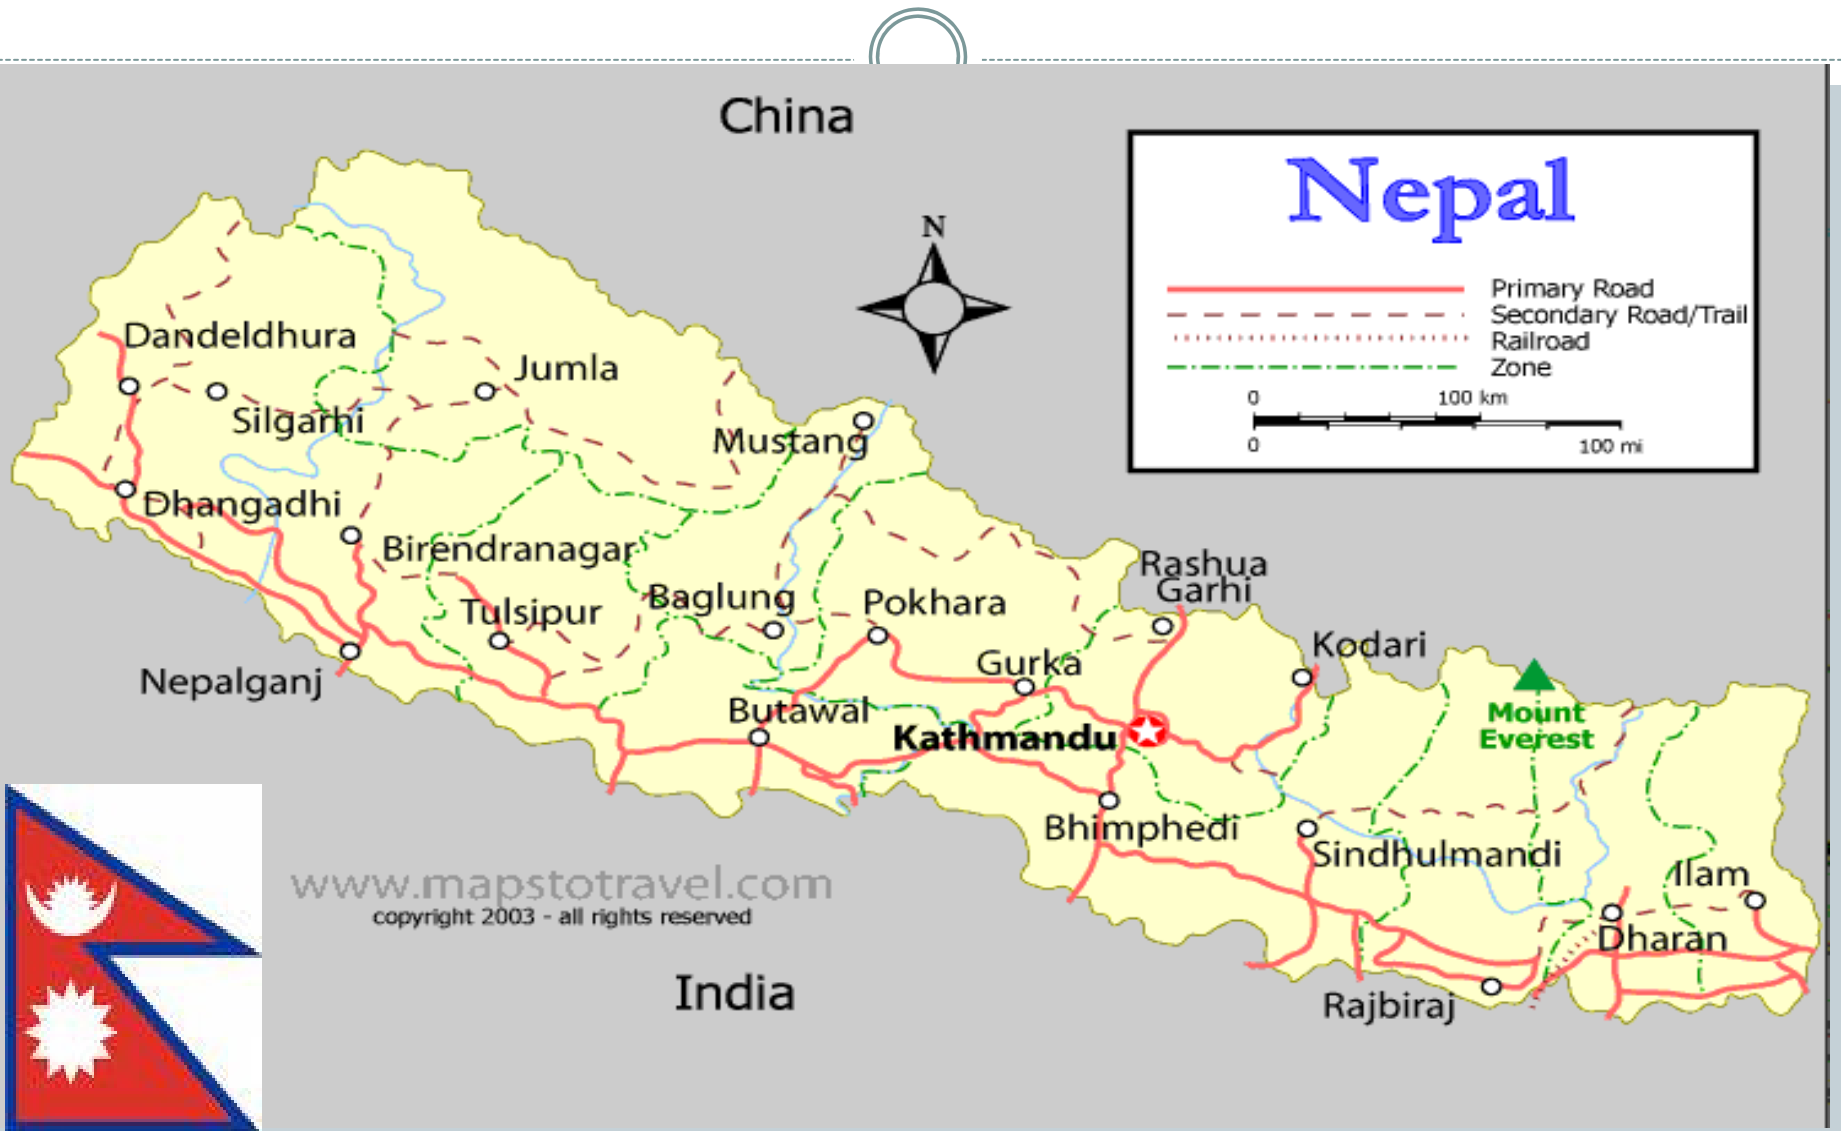 China
Nepal
N
Primary Road
Secondary Road/Trail
Railroad
Zone
0 100 km
0 100 mi
Dandeldhura
Jumla
Silgarhi
Mustang
Dhangadhi
Birendranagar
Rashua
Garhi
Tulsipur
Baglung
Pokhara
Kodari
Gurka
Nepalganj
Butawal
Kathmandu
Mount
Everest
Bhimphedi
Sindhulmandi
Ilam
www.mapstotravel.com
copyright 2003 - all rights reserved
Dharan
India
Rajbiraj